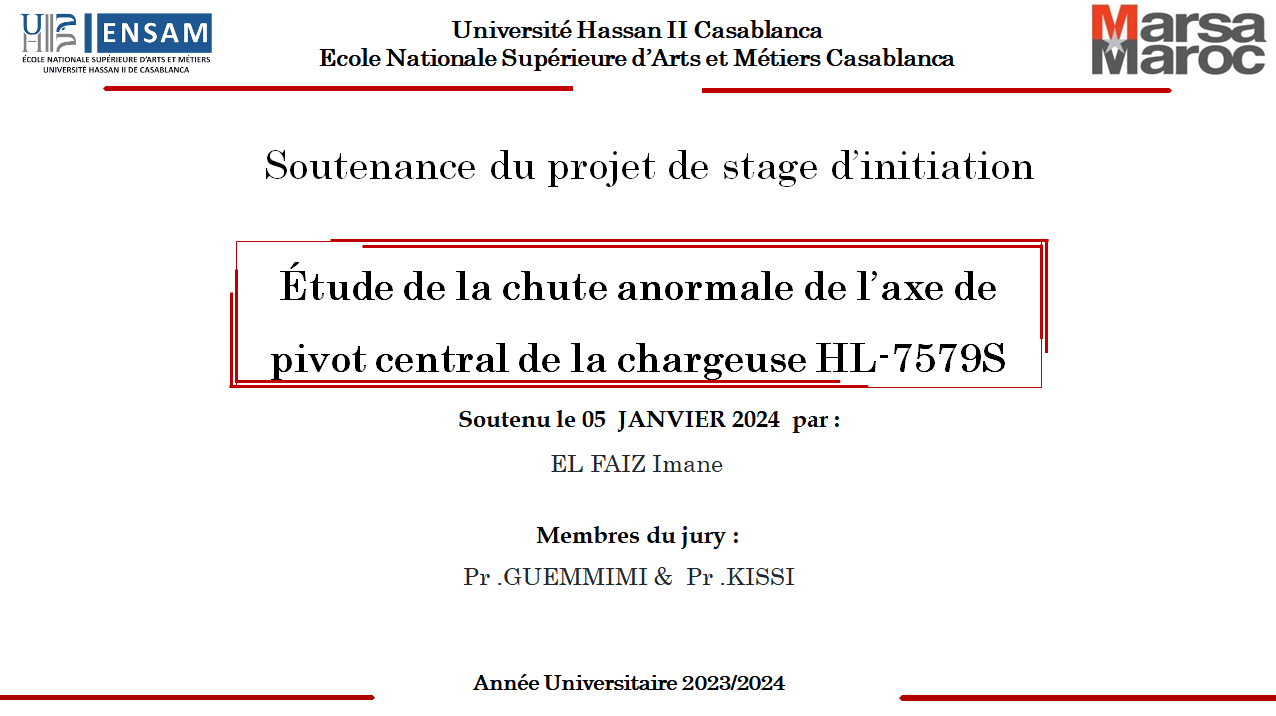 UH2C ENSAM
ÉCOLE NATIONALE SUPÉRIEURE D'ARTS ET MÉTIERS
UNIVERSITÉ HASSAN II DE CASABLANCA
Université Hassan II Casablanca
Ecole Nationale Supérieure d'Arts et Métiers Casablanca
Marsa
Maroc
Soutenance du projet de stage d'initiation
Étude de la chute anormale de l'axe de
pivot central de la chargeuse HL-7579S
Soutenu le 05 JANVIER 2024 par :
EL FAIZ Imane
Membres du jury :
Pr .GUEMMIMI & Pr .KISSI
Année Universitaire 2023/2024